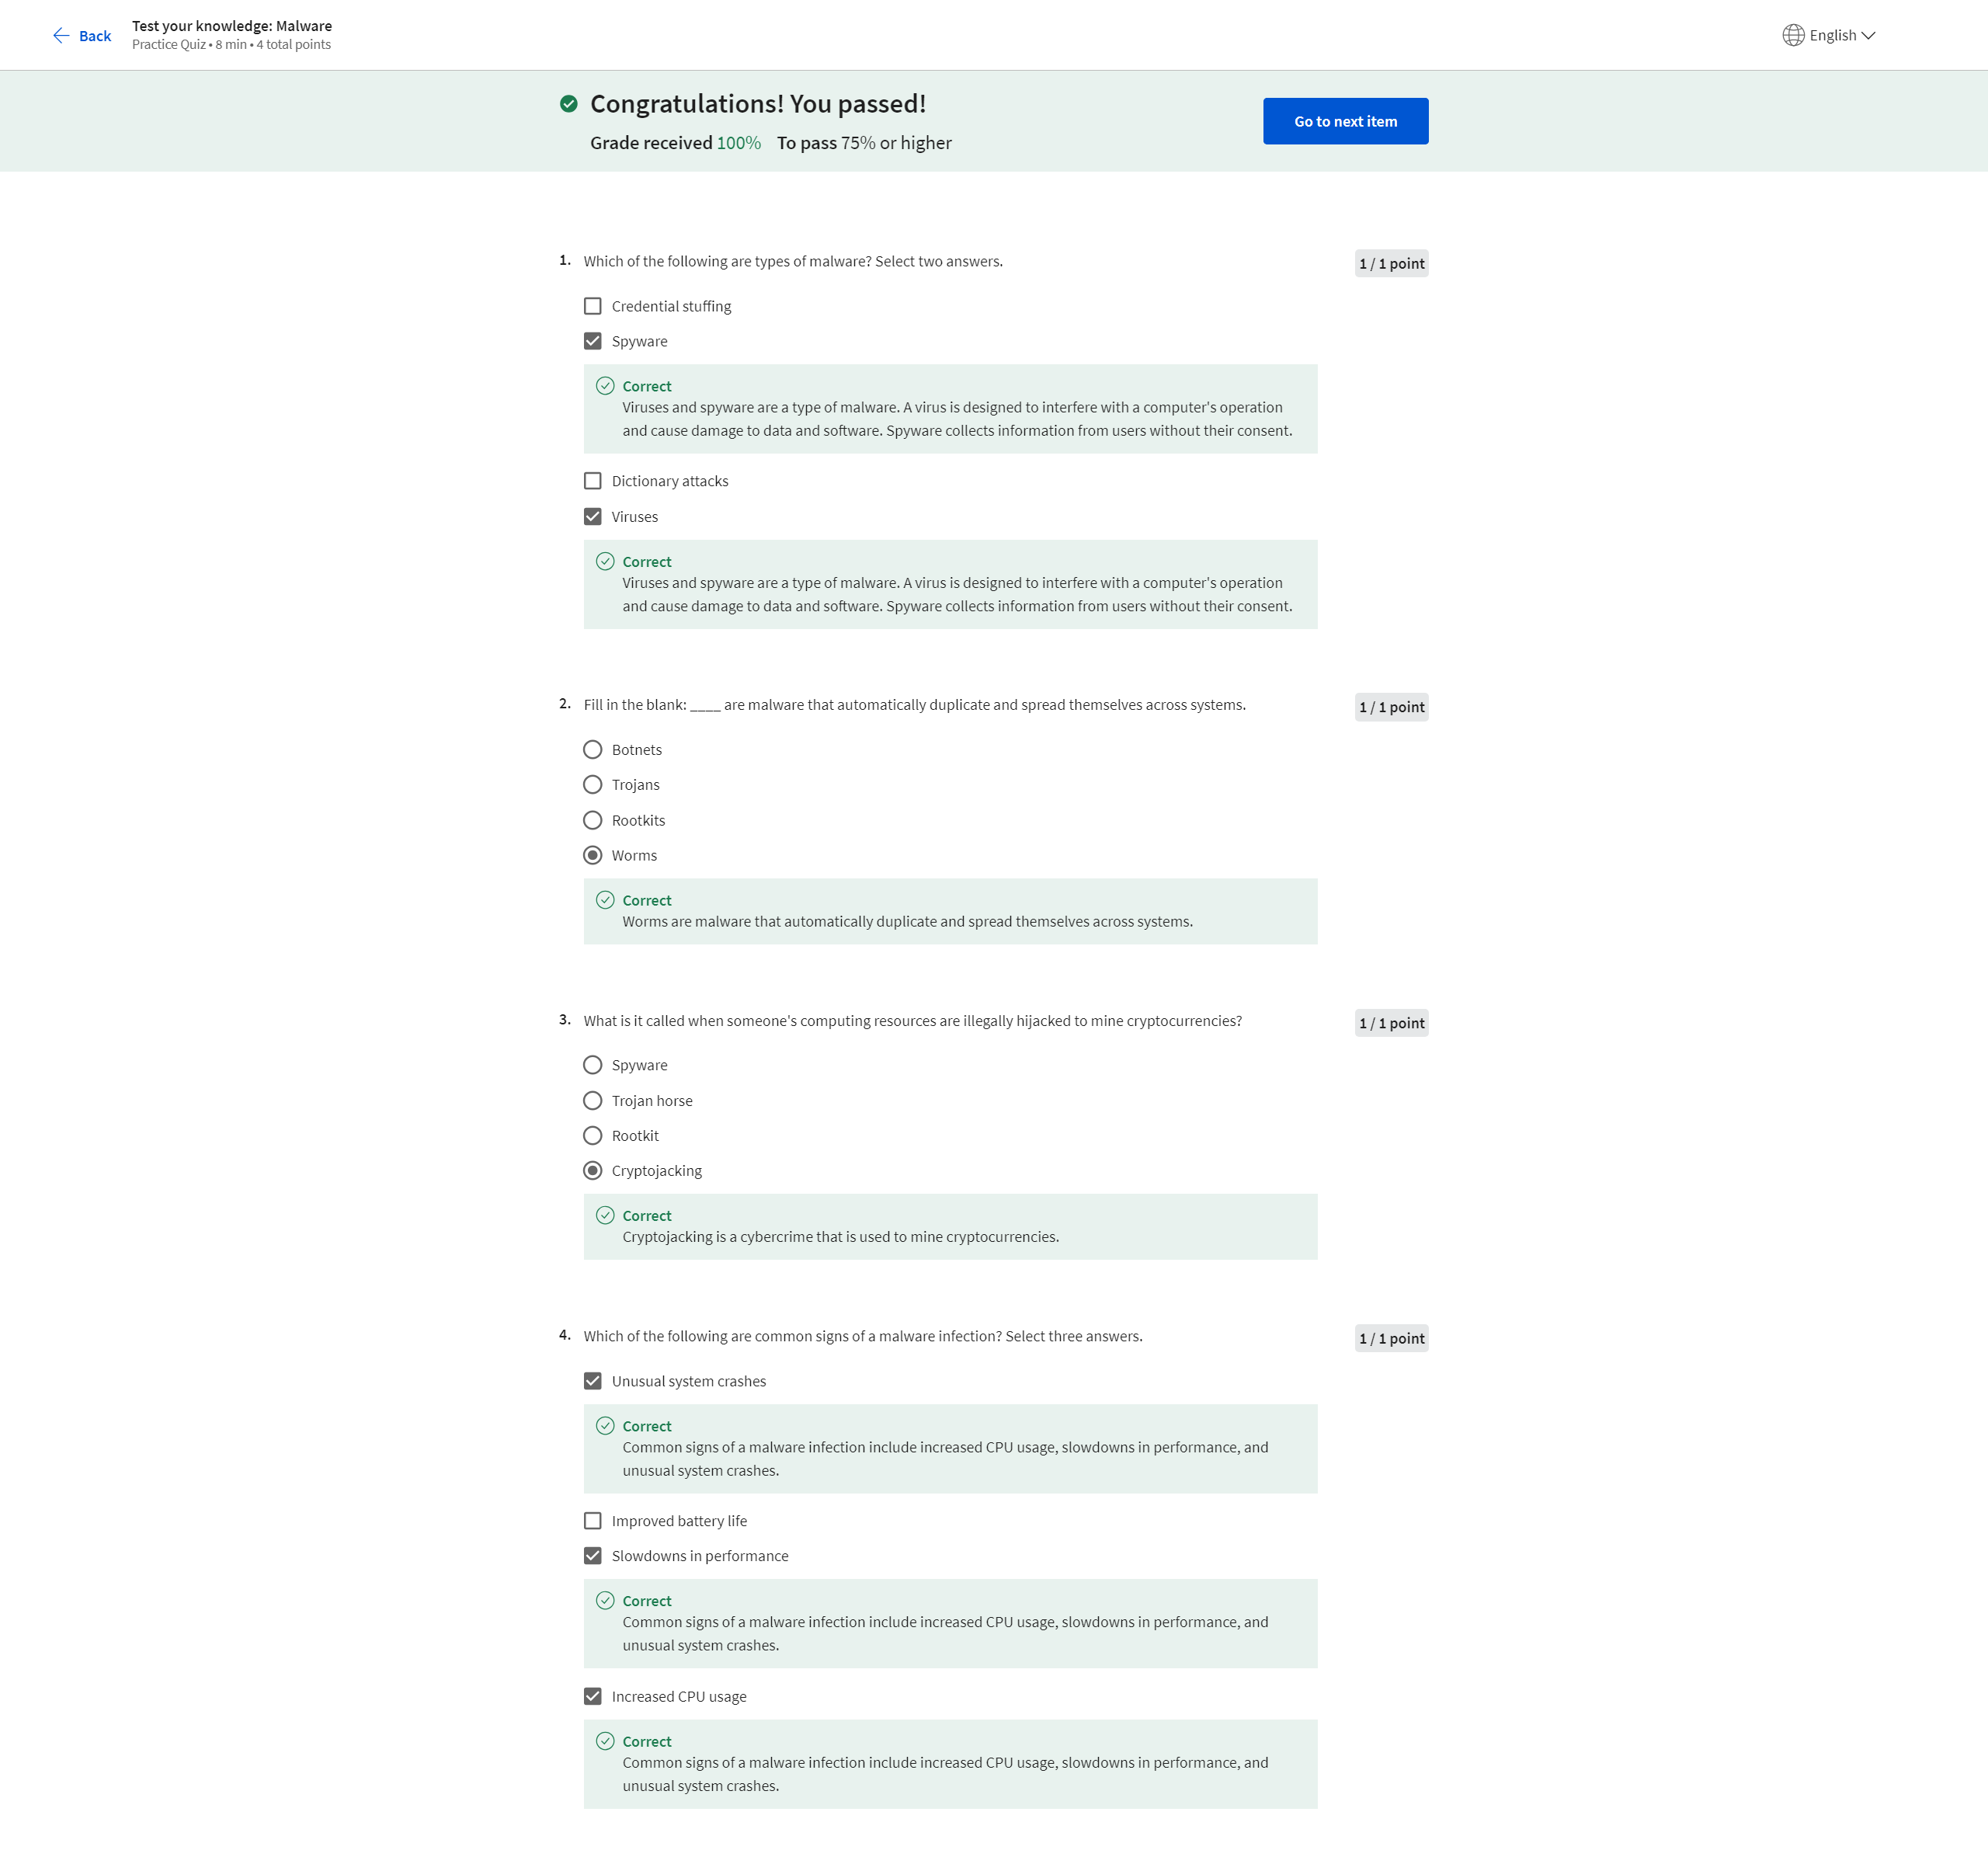 Back
Test your knowledge: Malware
Practice Quiz • 8 min • 4 total points
English
Congratulations! You passed!
Grade received 100% To pass 75% or higher
Go to next item
1. Which of the following are types of malware? Select two answers.
1 / 1 point
Credential stuffing
Spyware
Correct
Viruses and spyware are a type of malware. A virus is designed to interfere with a computer's operation
and cause damage to data and software. Spyware collects information from users without their consent.
Dictionary attacks
Viruses
Correct
Viruses and spyware are a type of malware. A virus is designed to interfere with a computer's operation
and cause damage to data and software. Spyware collects information from users without their consent.
2. Fill in the blank: ____ are malware that automatically duplicate and spread themselves across systems.
1 / 1 point
Botnets
Trojans
Rootkits
Worms
Correct
Worms are malware that automatically duplicate and spread themselves across systems.
3. What is it called when someone's computing resources are illegally hijacked to mine cryptocurrencies?
1 / 1 point
Spyware
Trojan horse
Rootkit
Cryptojacking
Correct
Cryptojacking is a cybercrime that is used to mine cryptocurrencies.
4. Which of the following are common signs of a malware infection? Select three answers.
1 / 1 point
Unusual system crashes
Correct
Common signs of a malware infection include increased CPU usage, slowdowns in performance, and
unusual system crashes.
Improved battery life
Slowdowns in performance
Correct
Common signs of a malware infection include increased CPU usage, slowdowns in performance, and
unusual system crashes.
Increased CPU usage
Correct
Common signs of a malware infection include increased CPU usage, slowdowns in performance, and
unusual system crashes.